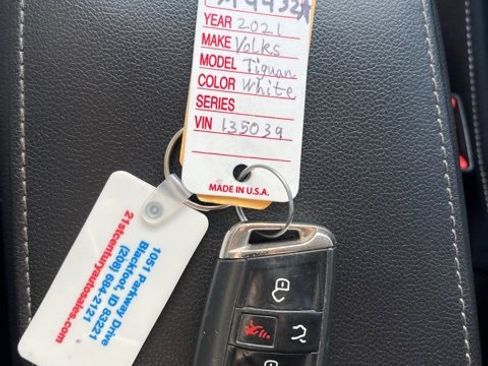 YEAR 2021
MAKE Volks
MODEL Tiguan
COLOR White
SERIES
VIN 135039
MADE IN U.S.A.
1051 Parkway Drive
Blackfoot, ID 83221
(208) 684-2121
21stcenturyautosales.com